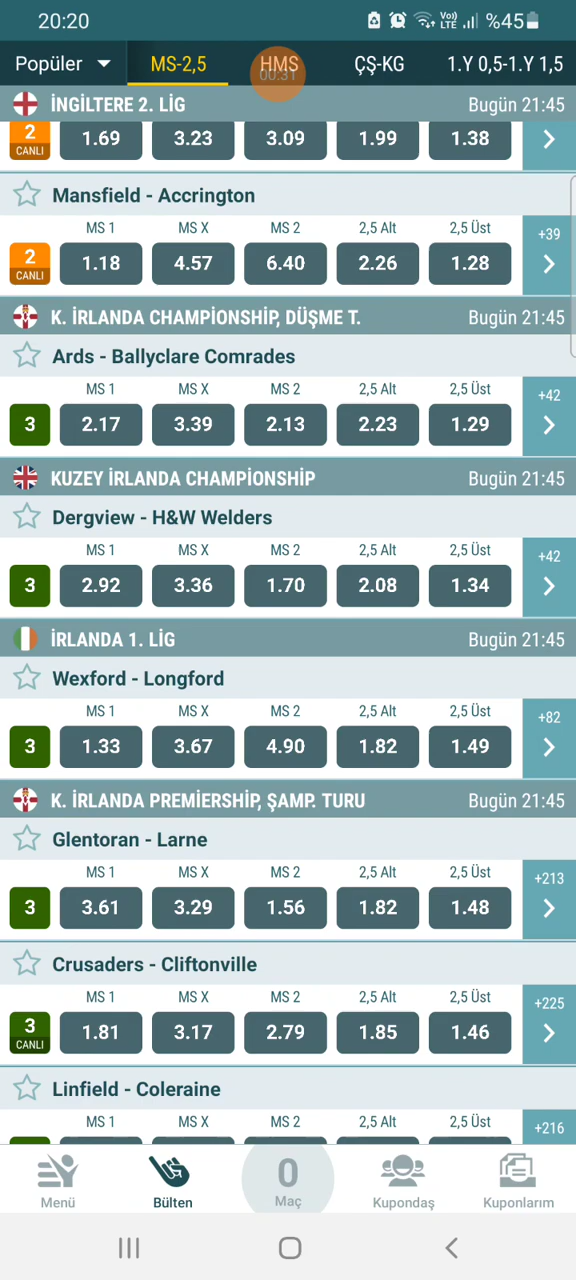 20:20 Vo)) LTE %45
Popüler MS-2,5 HMS ÇŞ-KG 1.Y 0,5-1.Y 1,5
00:31
İNGİLTERE 2. LİG Bugün 21:45
2 CANLI 1.69 3.23 3.09 1.99 1.38
Mansfield - Accrington
MS 1 MS X MS 2 2,5 Alt 2,5 Üst +39
2 CANLI 1.18 4.57 6.40 2.26 1.28
K. İRLANDA CHAMPİONSHİP, DÜŞME T. Bugün 21:45
Ards - Ballyclare Comrades
MS 1 MS X MS 2 2,5 Alt 2,5 Üst +42
3 2.17 3.39 2.13 2.23 1.29
KUZEY İRLANDA CHAMPİONSHİP Bugün 21:45
Dergview - H&W Welders
MS 1 MS X MS 2 2,5 Alt 2,5 Üst +42
3 2.92 3.36 1.70 2.08 1.34
İRLANDA 1. LİG Bugün 21:45
Wexford - Longford
MS 1 MS X MS 2 2,5 Alt 2,5 Üst +82
3 1.33 3.67 4.90 1.82 1.49
K. İRLANDA PREMİERSHİP, ŞAMP. TURU Bugün 21:45
Glentoran - Larne
MS 1 MS X MS 2 2,5 Alt 2,5 Üst +213
3 3.61 3.29 1.56 1.82 1.48
Crusaders - Cliftonville
MS 1 MS X MS 2 2,5 Alt 2,5 Üst +225
3 CANLI 1.81 3.17 2.79 1.85 1.46
Linfield - Coleraine
MS 1 MS X MS 2 2,5 Alt 2,5 Üst +216
0
Menü Bülten Maç Kupondaş Kuponlarım